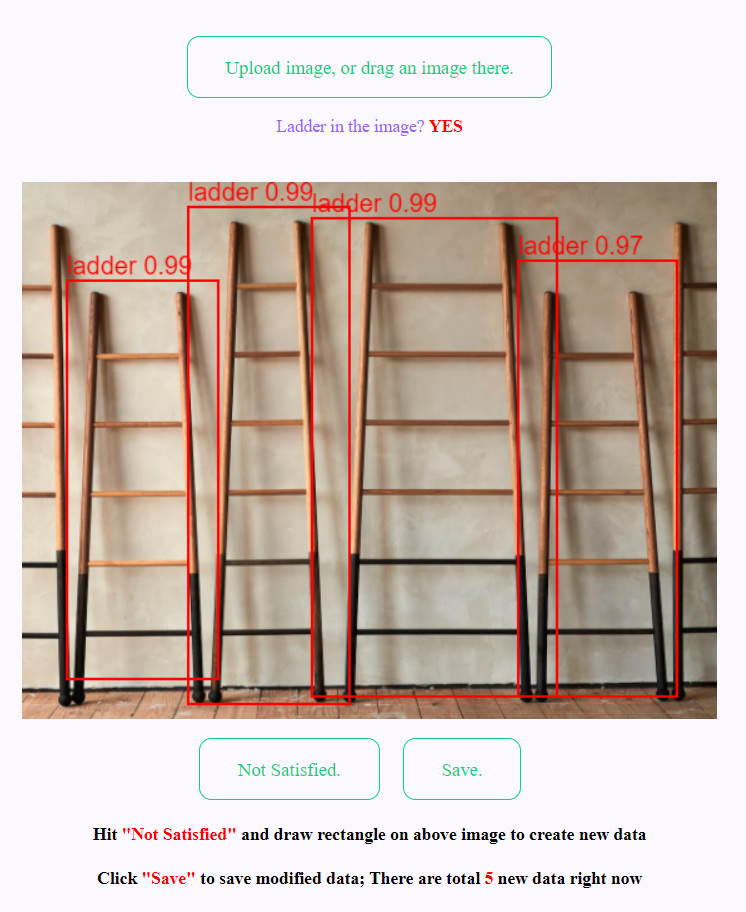 Upload image, or drag an image there.
Ladder in the image? YES
ladder 0.99
ladder 0.99
ladder 0.99
ladder 0.97
Not Satisfied.
Save.
Hit "Not Satisfied" and draw rectangle on above image to create new data
Click "Save" to save modified data; There are total 5 new data right now